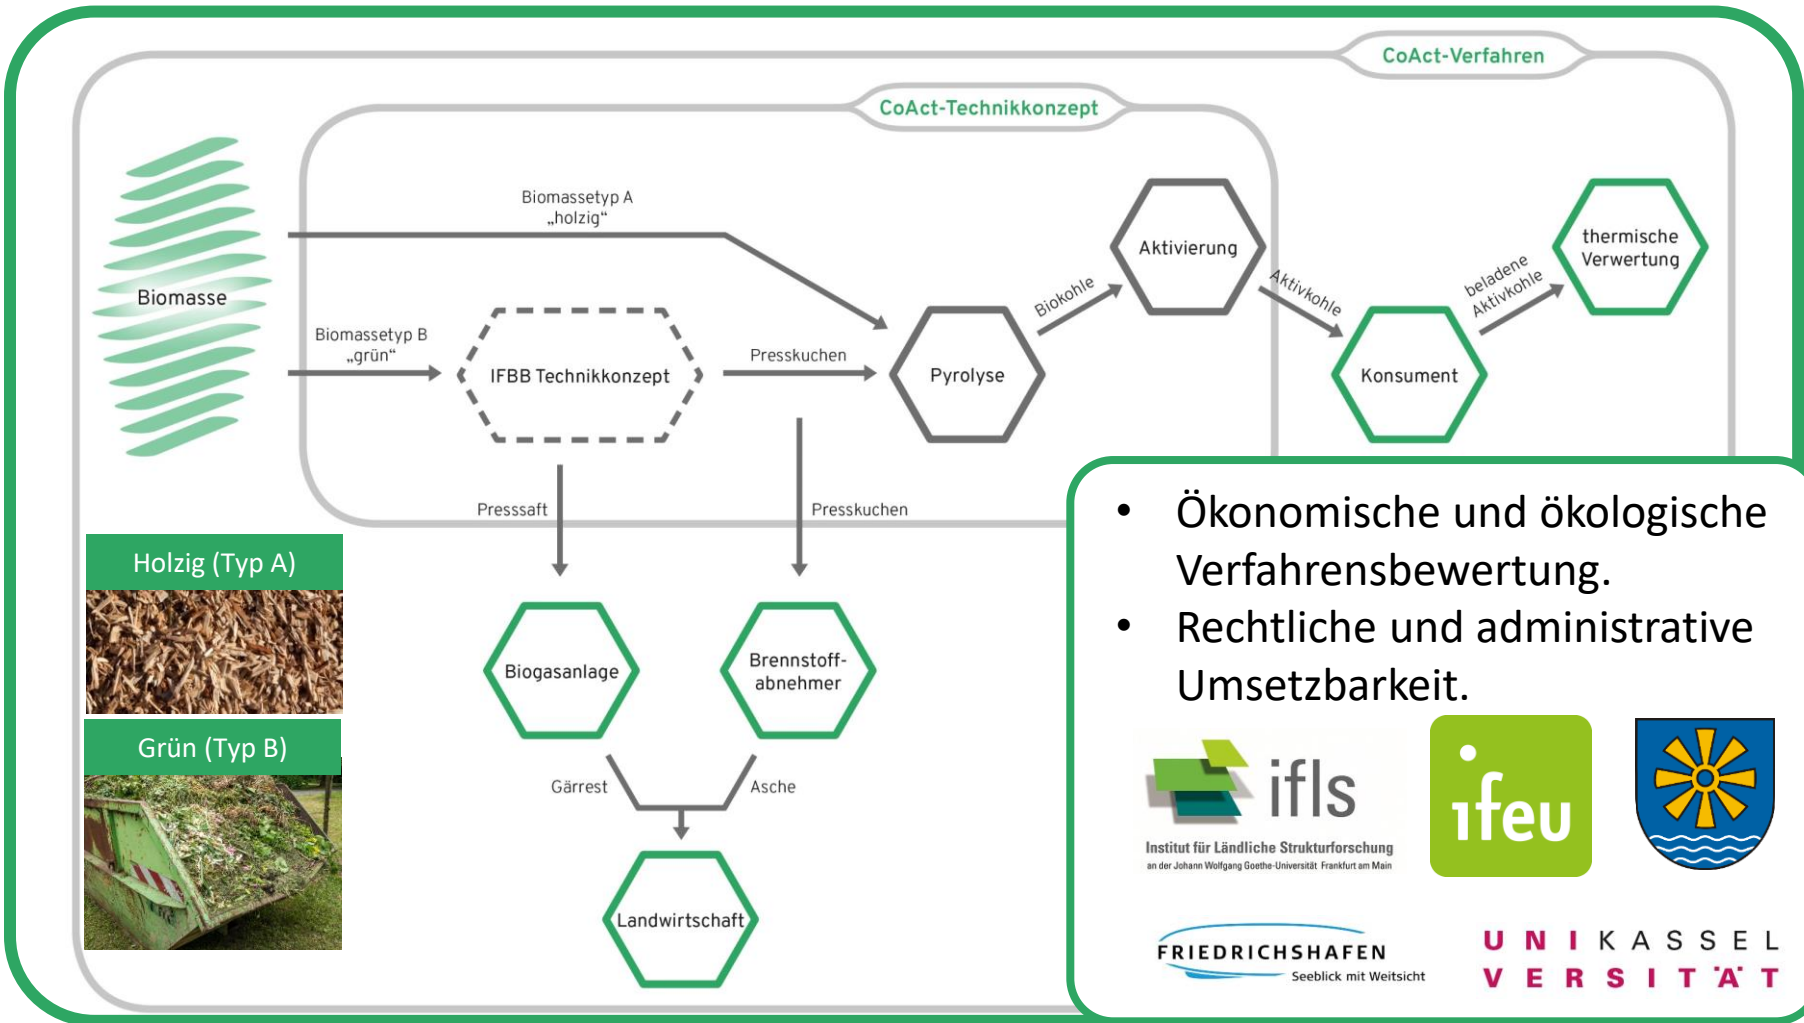 CoAct-Verfahren
CoAct-Technikkonzept
Biomassetyp A
„holzig“
Aktivierung
thermische
Verwertung
Biomasse
Biokohle
Aktivkohle
beladene
Aktivkohle
Biomassetyp B
„grün“
IFBB Technikkonzept
Presskuchen
Pyrolyse
Konsument
Presssaft
Presskuchen
Holzig (Typ A)
Grün (Typ B)
Biogasanlage
Brennstoff-
abnehmer
Gärrest
Asche
Landwirtschaft
• Ökonomische und ökologische
Verfahrensbewertung.
• Rechtliche und administrative
Umsetzbarkeit.
ifls
Institut für Ländliche Strukturforschung
an der Johann Wolfgang Goethe-Universität Frankfurt am Main
ifeu
FRIEDRICHSHAFEN
Seeblick mit Weitsicht
UNIKASSEL
VERSITÄT